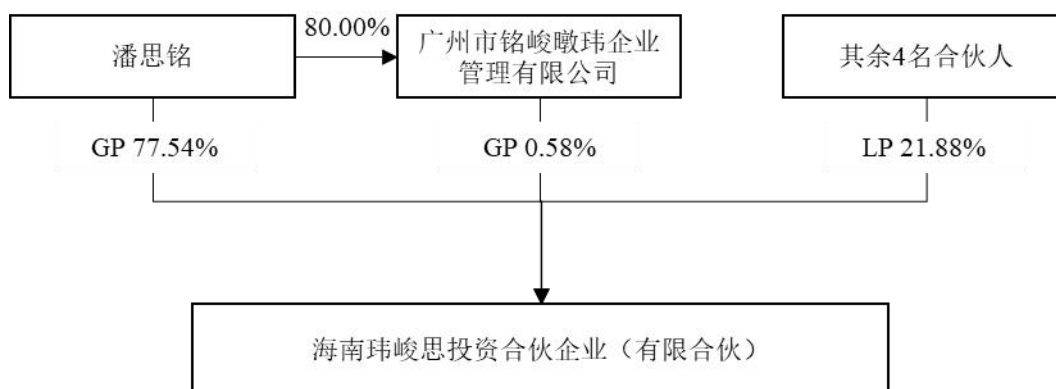 80.00%
潘思铭
广州市铭峻暾玮企业
管理有限公司
其余4名合伙人
GP 77.54%
GP 0.58%
LP 21.88%
海南玮峻思投资合伙企业（有限合伙）